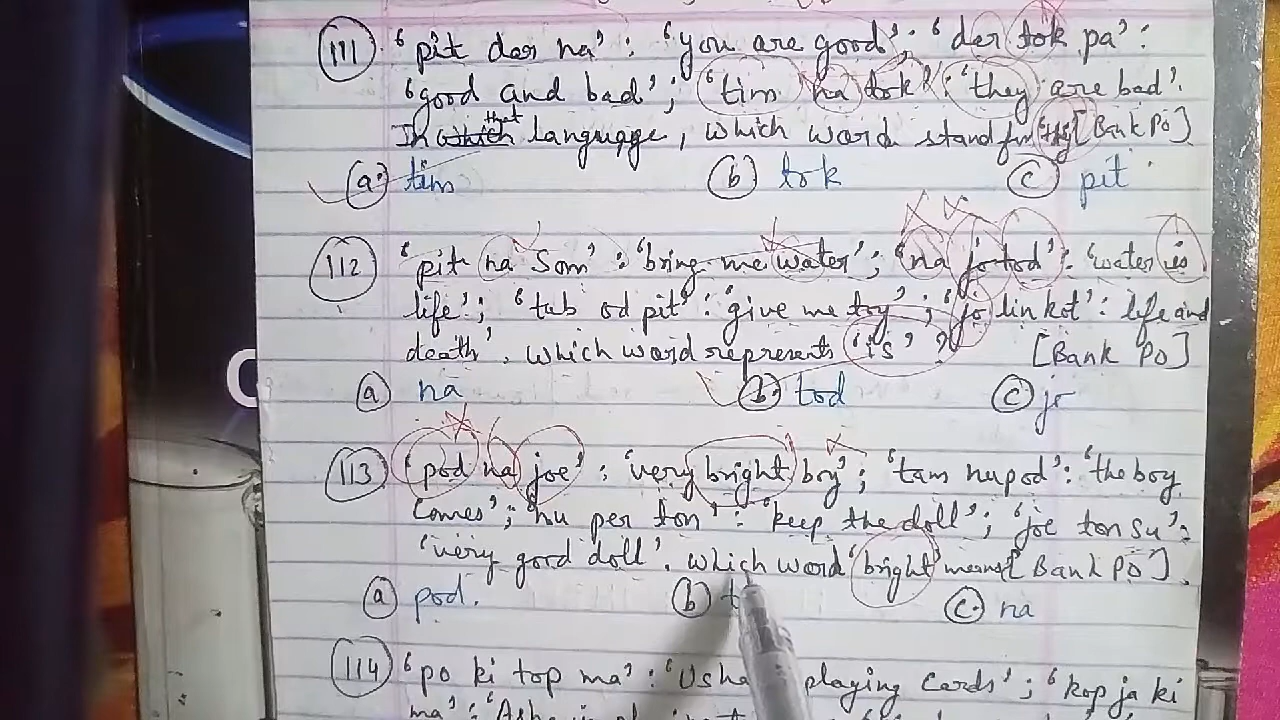 111 'pit der na' : 'you are good' ; 'der tok pa' :
'good and bad' ; 'tim na tok' ; 'they are bad'.
In which that language, which word stand for [Bank Po]
(a) tim (b) tok (c) pit
112 'pit na Som' : 'bring me water' ; 'na jo tod' : 'water is
life' ; 'tub od pit' : 'give me toy' ; 'jo lin kot' : life and
death', which word represents 'is' ? [Bank Po]
(a) na (b) tod (c) jo
113 'pod na joe' : 'very bright boy' ; 'tam nu pod' : 'the boy
Comes' ; 'nu per ton' : 'keep the doll' ; 'joe ton su' :
'very good doll'. which word 'bright' means [Bank Po].
(a) pod. (b) t (c) na
114 'po ki top ma' : 'Usha playing Cards' ; 'kop ja ki
ma' :